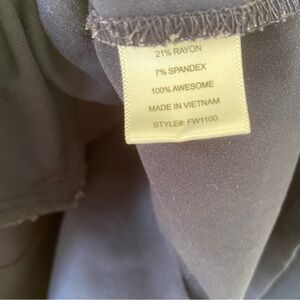 21% RAYON
7% SPANDEX
100% AWESOME
MADE IN VIETNAM
STYLE#: FW1100